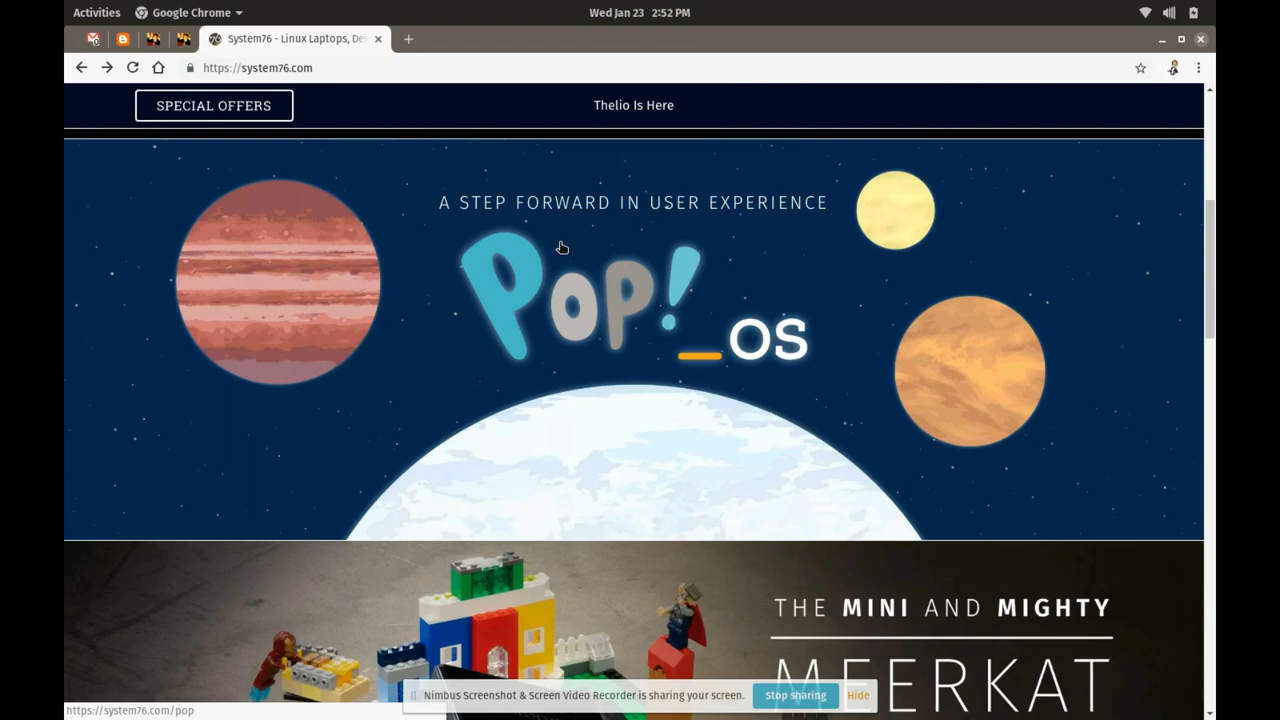 Activities
Google Chrome
Wed Jan 23 2:52 PM
System76 - Linux Laptops, De
https://system76.com
SPECIAL OFFERS
Thelio Is Here
A STEP FORWARD IN USER EXPERIENCE
Pop!_OS
THE MINI AND MIGHTY
MEERKAT
Nimbus Screenshot & Screen Video Recorder is sharing your screen.
Stop sharing
Hide
https://system76.com/pop